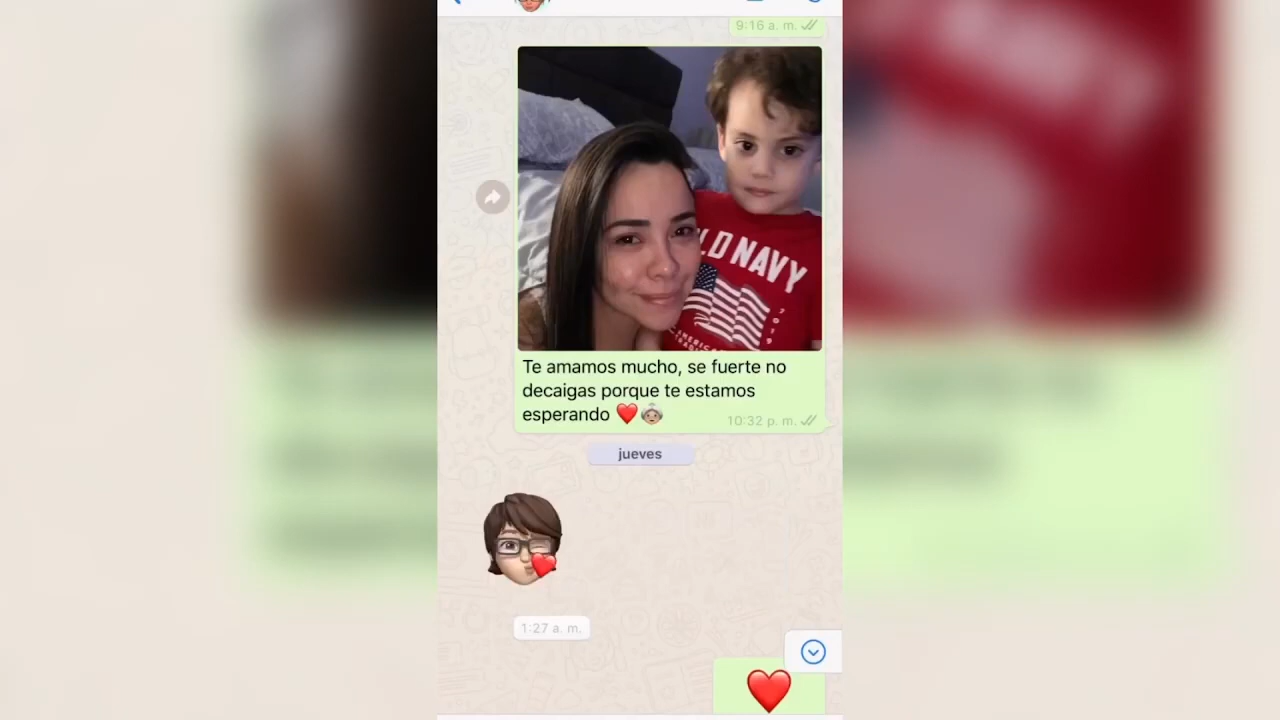 9:16 a. m.
LD NAVY
2019
Te amamos mucho, se fuerte no
decaigas porque te estamos
esperando ❤️👵🏼
10:32 p. m.
jueves
1:27 a. m.